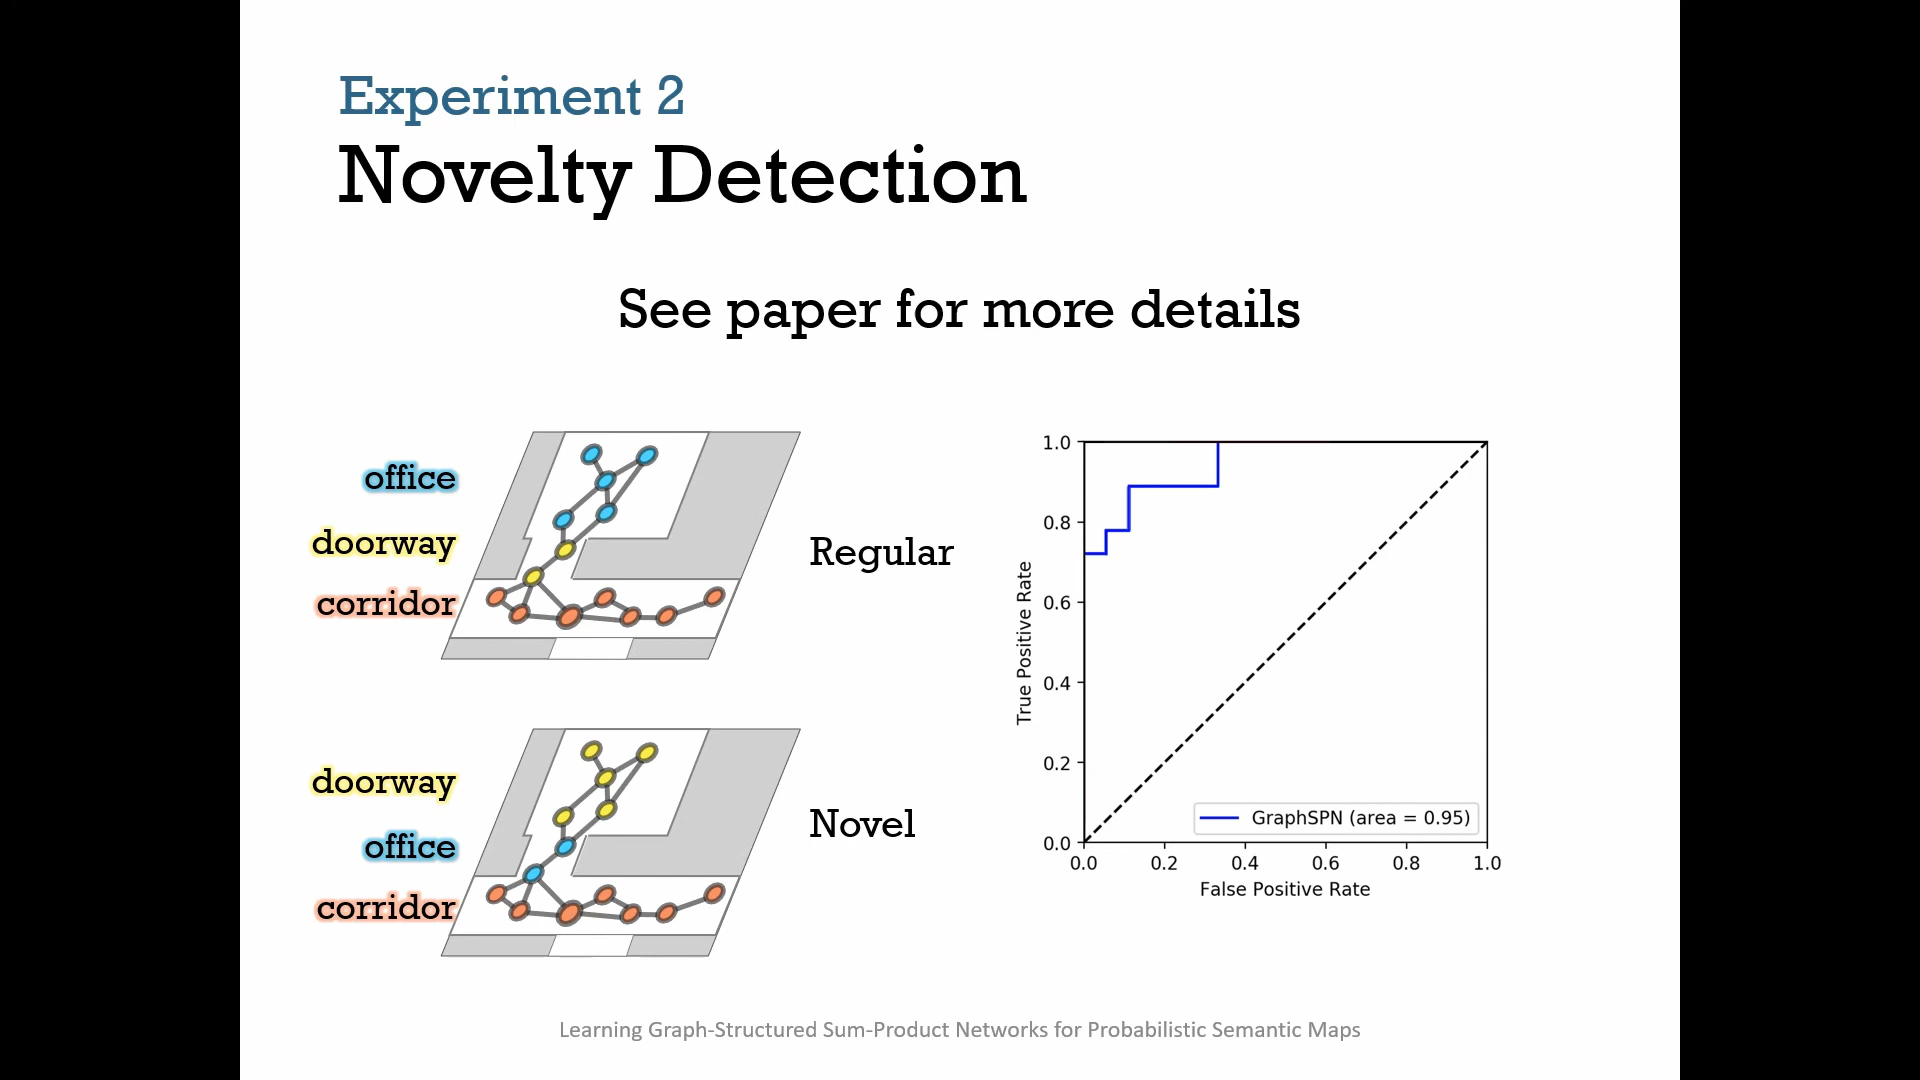 Experiment 2
Novelty Detection
See paper for more details
office
doorway
corridor
Regular
doorway
office
corridor
Novel
1.0
0.8
0.6
0.4
0.2
0.0
True Positive Rate
GraphSPN (area = 0.95)
0.0 0.2 0.4 0.6 0.8 1.0
False Positive Rate
Learning Graph-Structured Sum-Product Networks for Probabilistic Semantic Maps